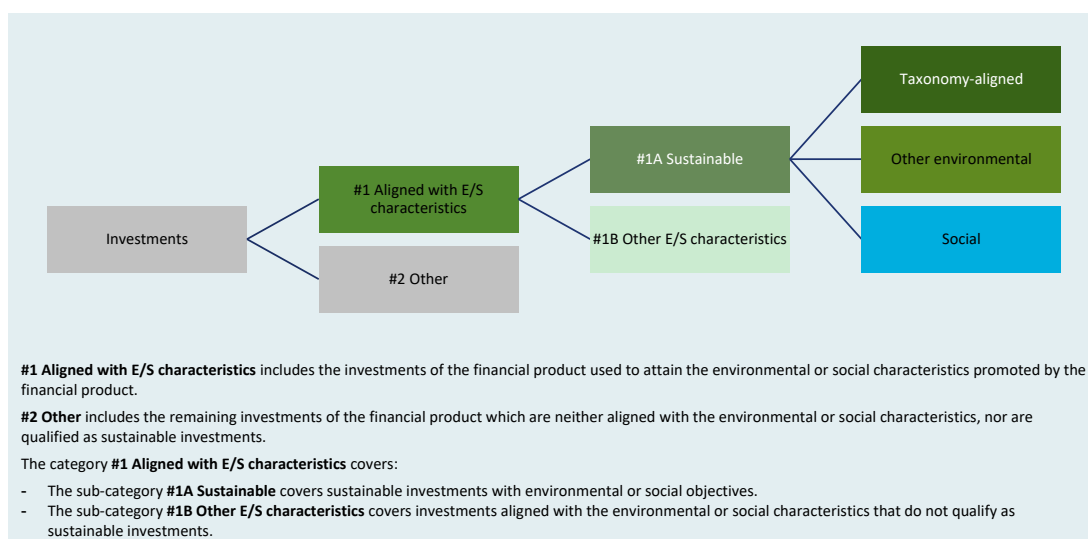 Taxonomy-aligned
#1A Sustainable
Other environmental
#1 Aligned with E/S
characteristics
Investments
#1B Other E/S characteristics
Social
#2 Other
#1 Aligned with E/S characteristics includes the investments of the financial product used to attain the environmental or social characteristics promoted by the
financial product.
#2 Other includes the remaining investments of the financial product which are neither aligned with the environmental or social characteristics, nor are
qualified as sustainable investments.
The category #1 Aligned with E/S characteristics covers:
- The sub-category #1A Sustainable covers sustainable investments with environmental or social objectives.
- The sub-category #1B Other E/S characteristics covers investments aligned with the environmental or social characteristics that do not qualify as
sustainable investments.